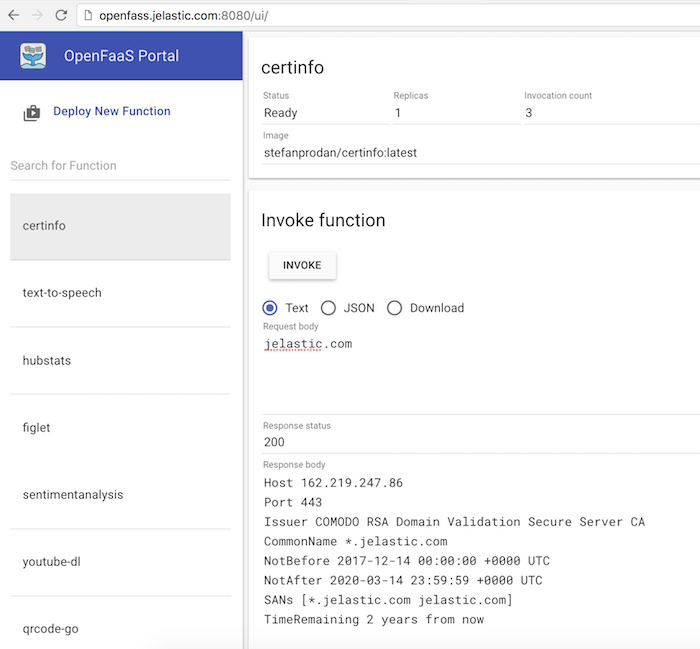 openfass.jelastic.com:8080/ui/
OpenFaaS Portal
Deploy New Function
Search for Function
certinfo
text-to-speech
hubstats
figlet
sentimentanalysis
youtube-dl
qrcode-go
certinfo
Status Replicas Invocation count
Ready 1 3
Image
stefanprodan/certinfo:latest
Invoke function
INVOKE
Text JSON Download
Request body
jelastic.com
Response status
200
Response body
Host 162.219.247.86
Port 443
Issuer COMODO RSA Domain Validation Secure Server CA
CommonName *.jelastic.com
NotBefore 2017-12-14 00:00:00 +0000 UTC
NotAfter 2020-03-14 23:59:59 +0000 UTC
SANs [*.jelastic.com jelastic.com]
TimeRemaining 2 years from now